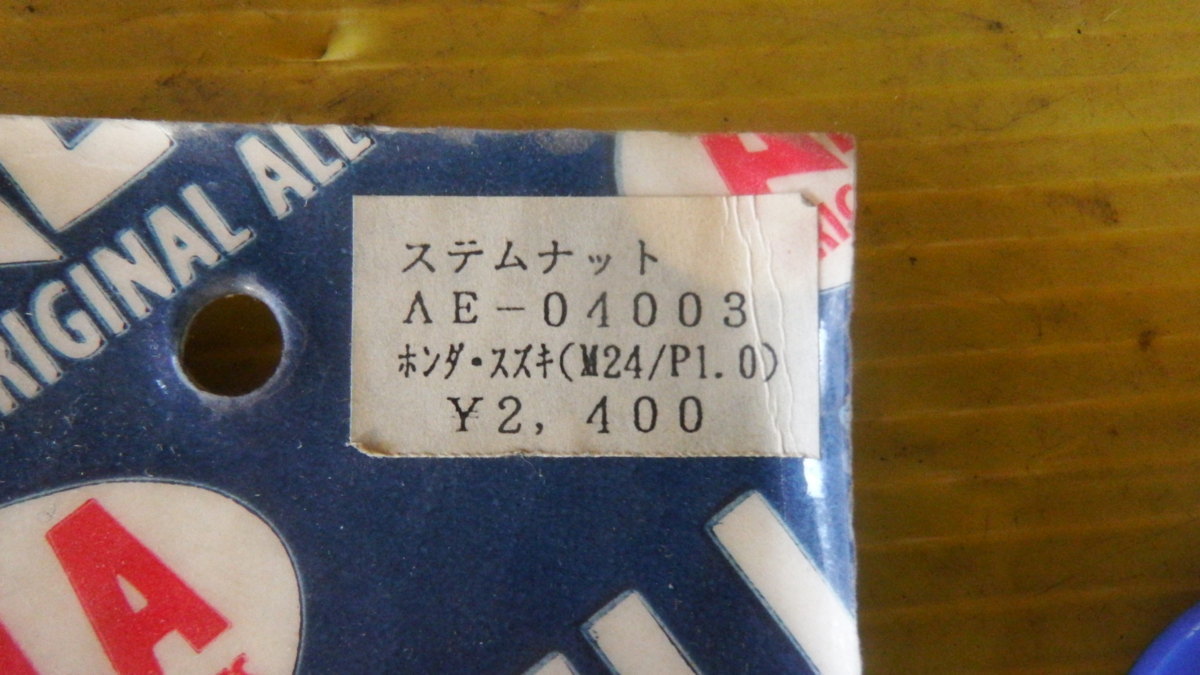 ORIGINAL ALL
ステムナット
AE-04003
ホンダ・スズキ(M24/P1.0)
¥2,400
A